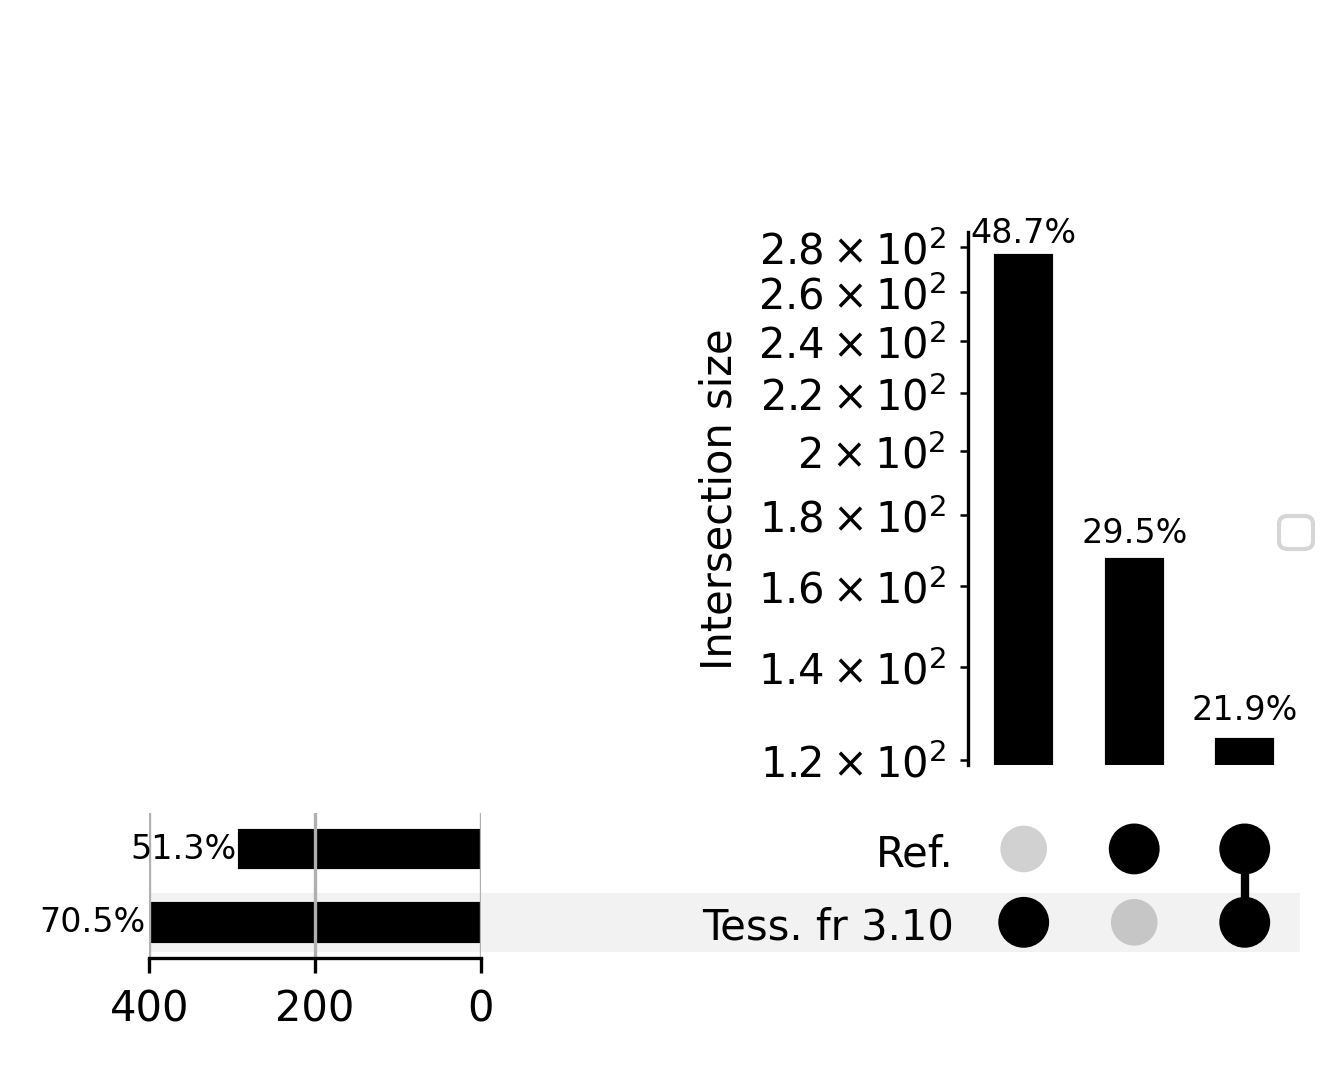 48.7%
2.8 × 10²
2.6 × 10²
2.4 × 10²
2.2 × 10²
2 × 10²
1.8 × 10²
1.6 × 10²
1.4 × 10²
1.2 × 10²
Intersection size
29.5%
21.9%
51.3%
Ref.
70.5%
Tess. fr 3.10
400 200 0